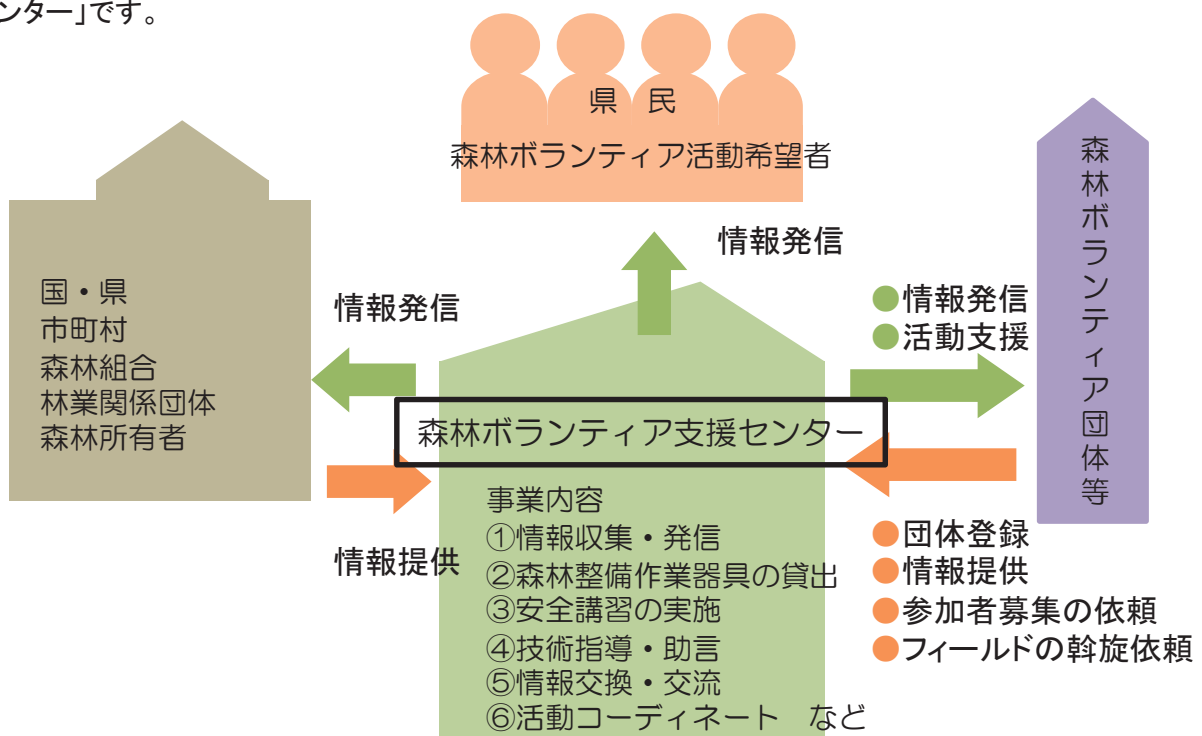 ンター」です。
県　民
森林ボランティア活動希望者
情報発信
国・県
市町村
森林組合
林業関係団体
森林所有者
情報発信
情報提供
●情報発信
●活動支援
森林ボランティア団体等
森林ボランティア支援センター
事業内容
①情報収集・発信
②森林整備作業器具の貸出
③安全講習の実施
④技術指導・助言
⑤情報交換・交流
⑥活動コーディネート　など
●団体登録
●情報提供
●参加者募集の依頼
●フィールドの斡旋依頼